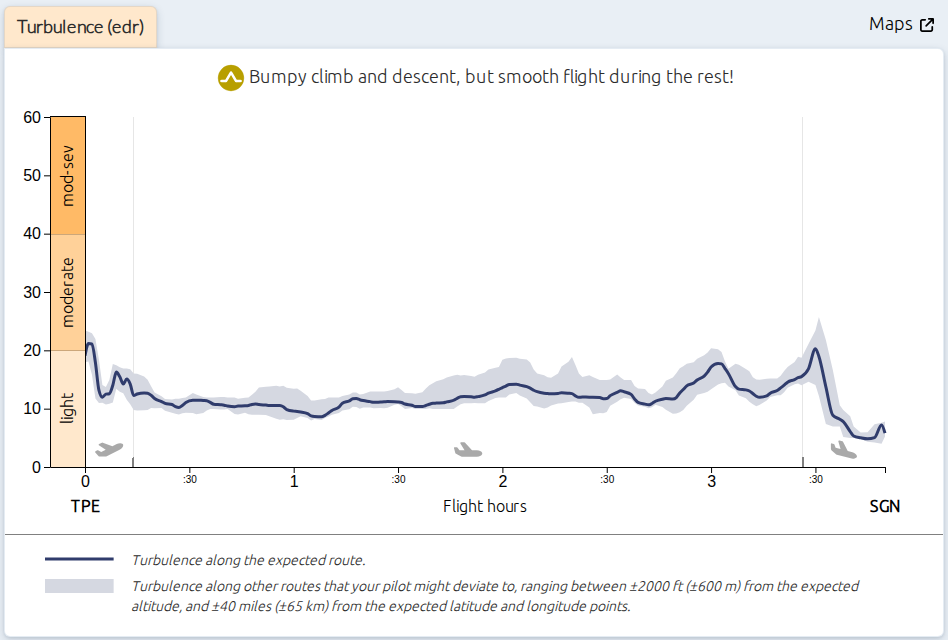 Turbulence (edr)
Maps
Bumpy climb and descent, but smooth flight during the rest!
60
50
40
30
20
10
0
mod-sev
moderate
light
0 :30 1 :30 2 :30 3 :30
TPE Flight hours SGN
Turbulence along the expected route.
Turbulence along other routes that your pilot might deviate to, ranging between ±2000 ft (±600 m) from the expected
altitude, and ±40 miles (±65 km) from the expected latitude and longitude points.